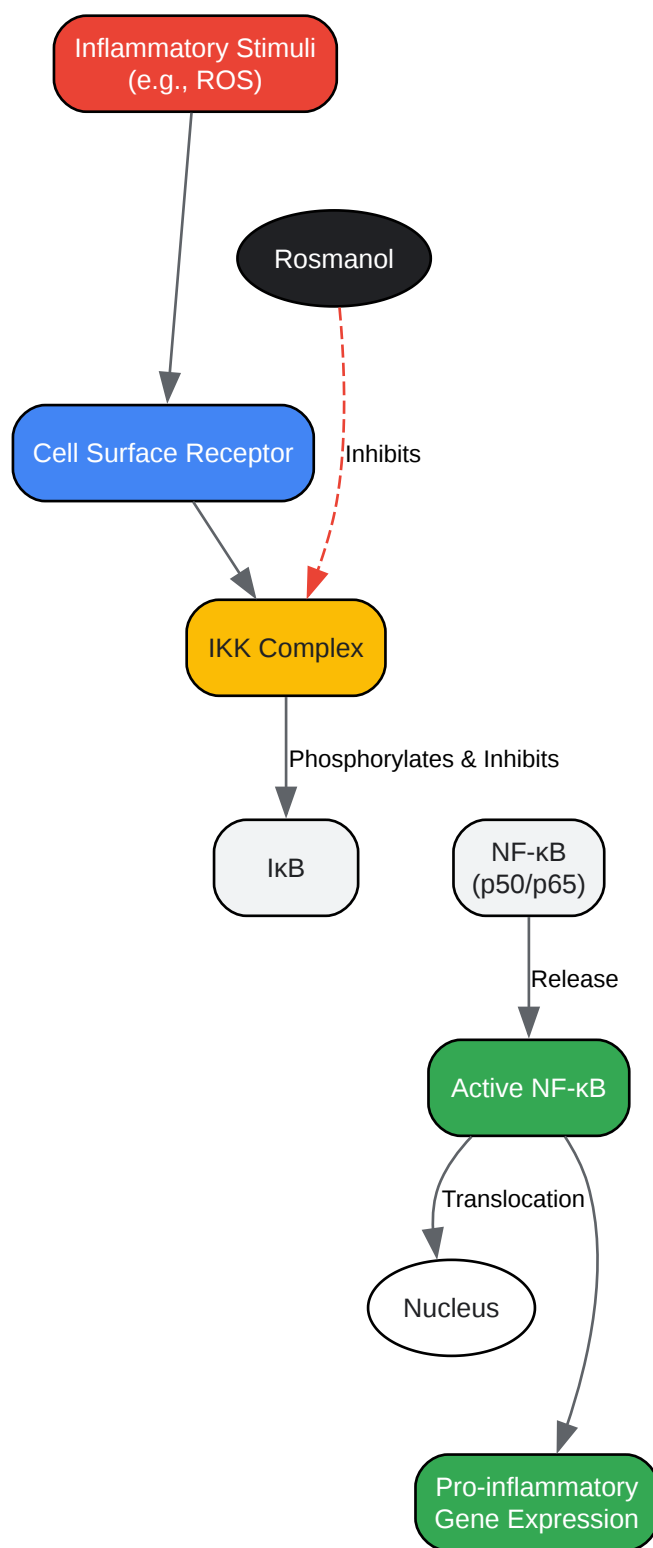 Inflammatory Stimuli
(e.g., ROS)
Rosmanol
Cell Surface Receptor
Inhibits
IKK Complex
Phosphorylates & Inhibits
IκB
NF-κB
(p50/p65)
Release
Active NF-κB
Translocation
Nucleus
Pro-inflammatory
Gene Expression